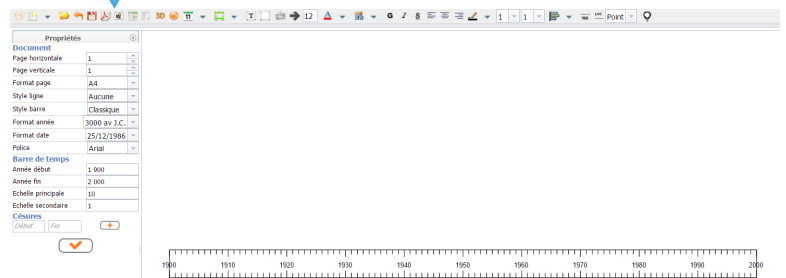 3D 11 T 12 A G I S 1 1 Point
Propriétés
Document
Page horizontale 1
Page verticale 1
Format page A4
Style ligne Aucune
Style barre Classique
Format année 3000 av J.C.
Format date 25/12/1986
Police Arial
Barre de temps
Année début 1 900
Année fin 2 000
Echelle principale 10
Echelle secondaire 1
Césures
Début Fin
1900 1910 1920 1930 1940 1950 1960 1970 1980 1990 2000